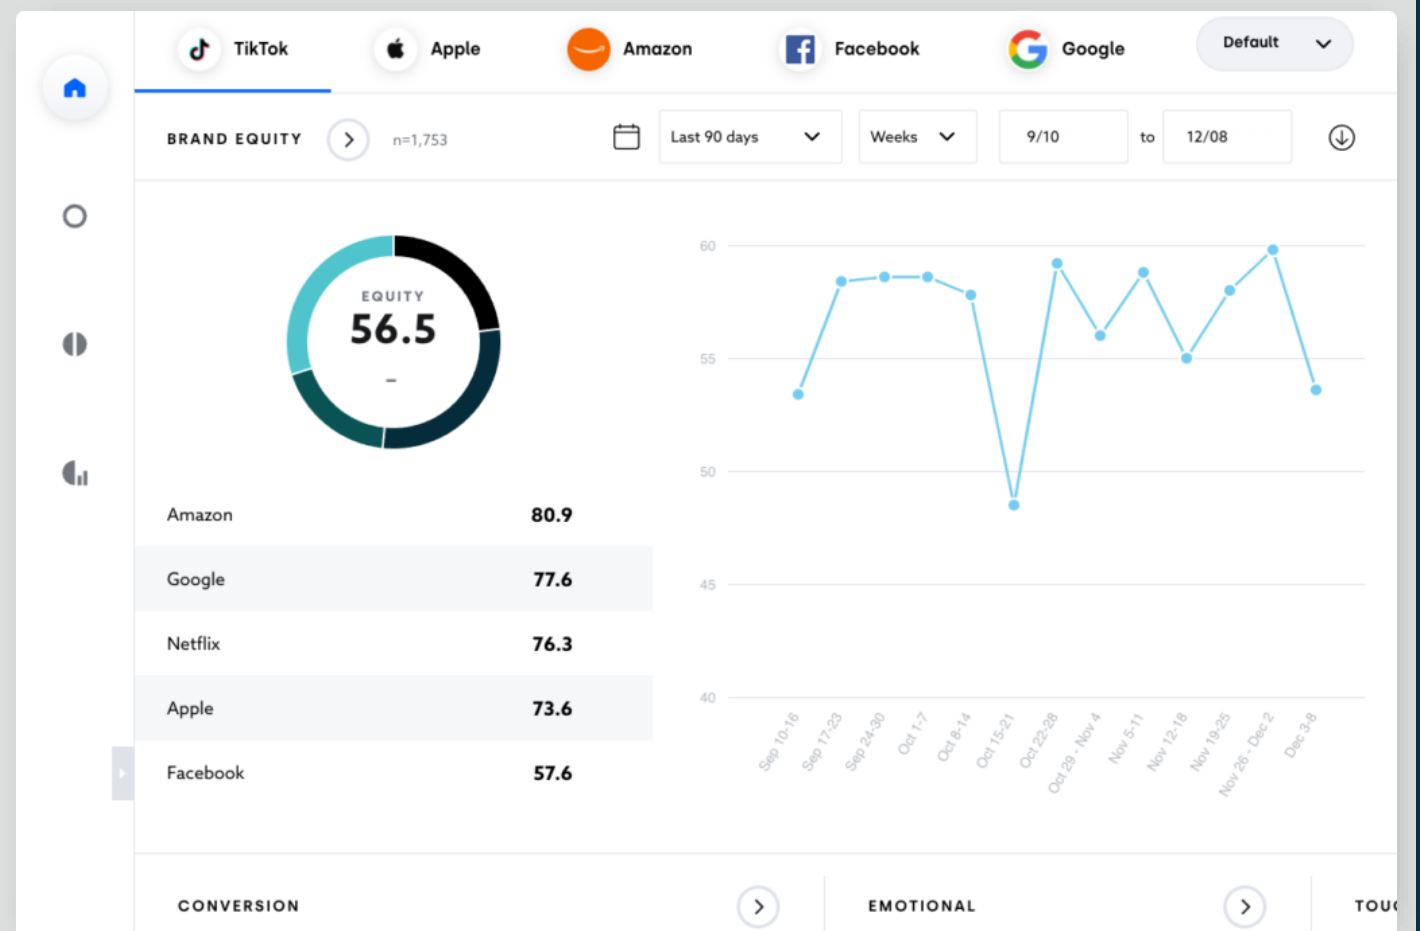 TikTok
Apple
Amazon
Facebook
Google
Default
BRAND EQUITY
n=1,753
Last 90 days
Weeks
9/10
to
12/08
EQUITY
56.5
–
Amazon 80.9
Google 77.6
Netflix 76.3
Apple 73.6
Facebook 57.6
60
55
50
45
40
Sep 10-16
Sep 17-23
Sep 24-30
Oct 1-7
Oct 8-14
Oct 15-21
Oct 22-28
Oct 29 - Nov 4
Nov 5-11
Nov 12-18
Nov 19-25
Nov 26 - Dec 2
Dec 3-8
CONVERSION
EMOTIONAL